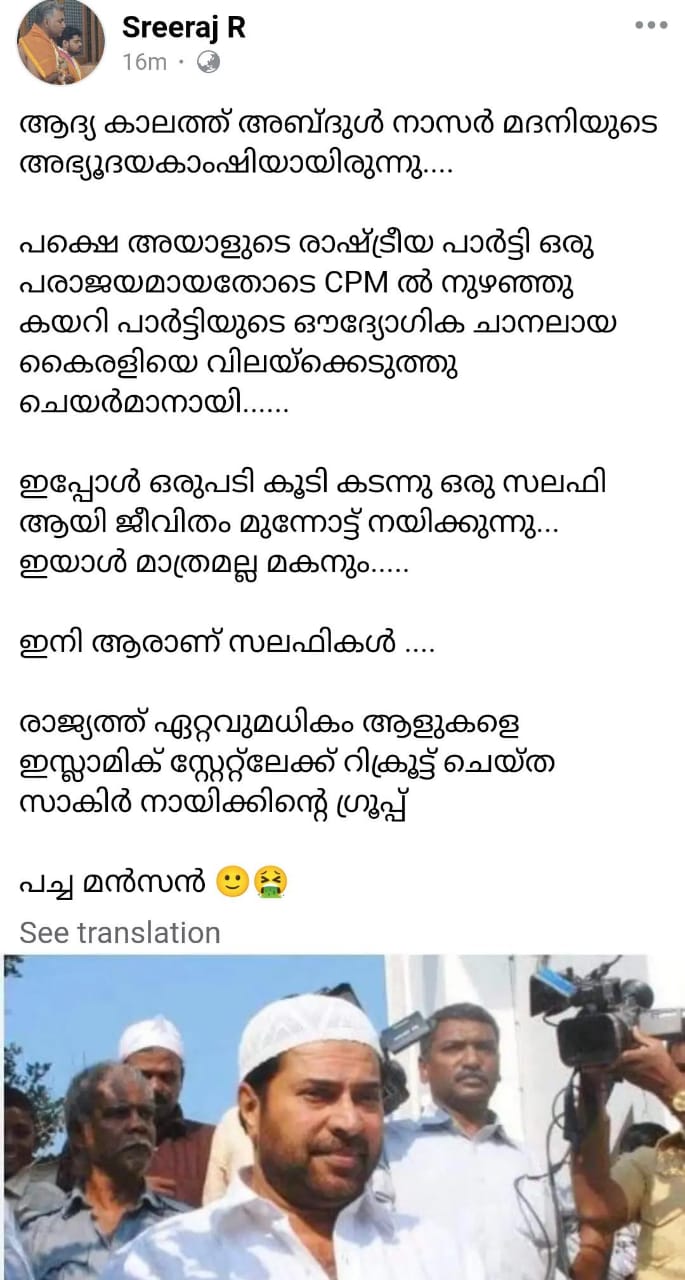 Sreeraj R
16m
ആദ്യ കാലത്ത് അബ്ദുൾ നാസർ മദനിയുടെ
അഭ്യൂദയകാംഷിയായിരുന്നു....
പക്ഷെ അയാളുടെ രാഷ്ട്രീയ പാർട്ടി ഒരു
പരാജയമായതോടെ CPM ൽ നുഴഞ്ഞു
കയറി പാർട്ടിയുടെ ഔദ്യോഗിക ചാനലായ
കൈരളിയെ വിലയ്ക്കെടുത്തു
ചെയർമാനായി......
ഇപ്പോൾ ഒരുപടി കൂടി കടന്നു ഒരു സലഫി
ആയി ജീവിതം മുന്നോട്ട് നയിക്കുന്നു...
ഇയാൾ മാത്രമല്ല മകനും.....
ഇനി ആരാണ് സലഫികൾ ....
രാജ്യത്ത് ഏറ്റവുമധികം ആളുകളെ
ഇസ്ലാമിക് സ്റ്റേറ്റ്ലേക്ക് റിക്രൂട്ട് ചെയ്ത
സാകിർ നായിക്കിന്റെ ഗ്രൂപ്പ്
പച്ച മൻസൻ 🙂🤮
See translation